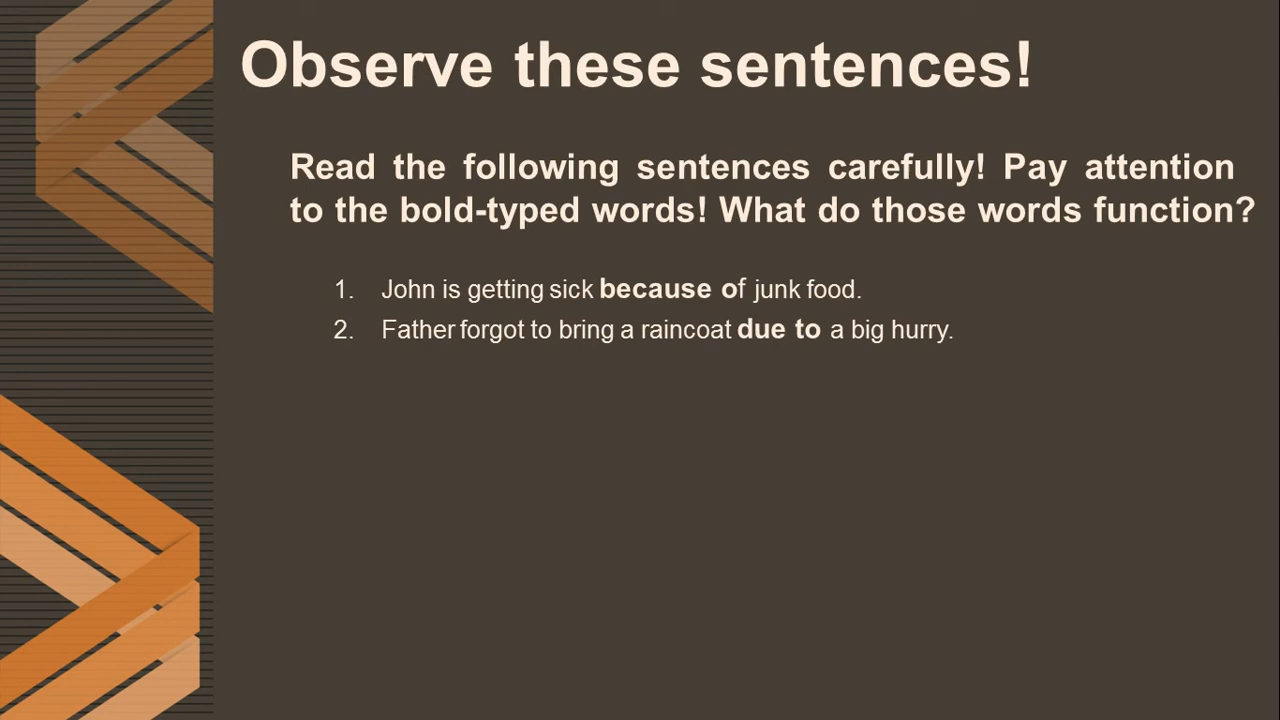 Observe these sentences!
Read the following sentences carefully! Pay attention
to the bold-typed words! What do those words function?
1. John is getting sick because of junk food.
2. Father forgot to bring a raincoat due to a big hurry.